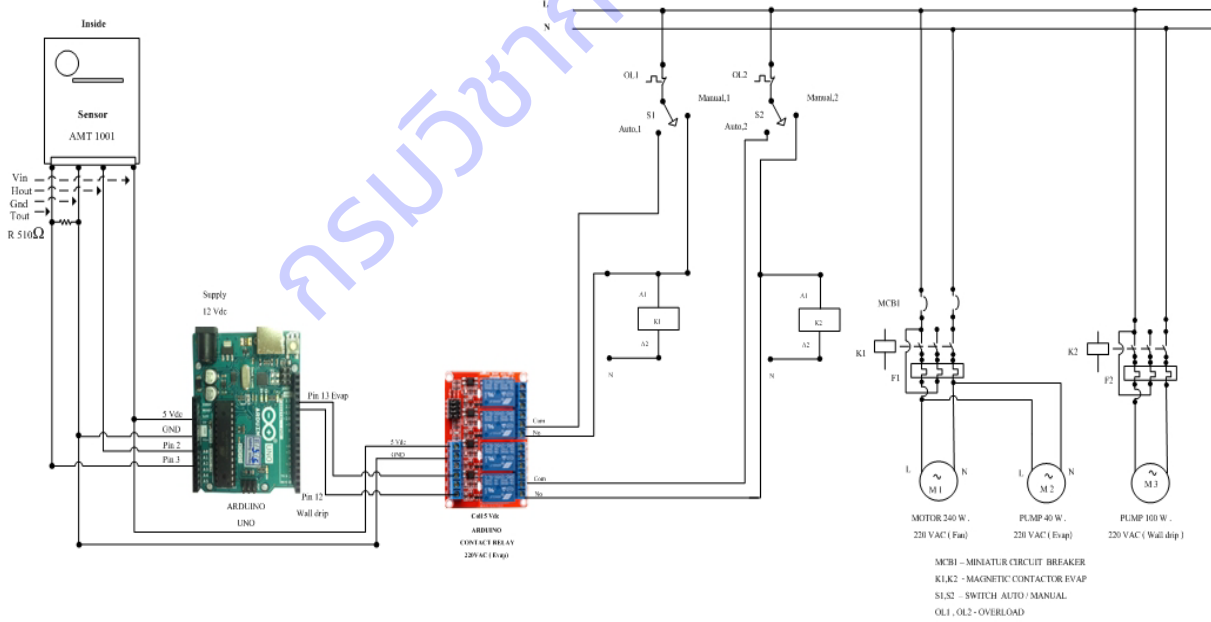 Inside
Sensor
AMT 1001
Vin
Hout
Gnd
Tout
R 510Ω
Supply
12 Vdc
5 Vdc
GND
Pin 2
Pin 3
ARDUINO
UNO
Pin 13 Evap
Pin 12
Wall drip
5 Vdc
GND
Com
No
Com
No
Coil 5 Vdc
ARDUINO
CONTACT RELAY
220VAC ( Evap)
L
N
OL1
S1
Manual,1
Auto,1
OL2
S2
Manual,2
Auto,2
A1
K1
A2
N
A1
K2
A2
N
MCB1
K1
F1
K2
F2
L
N
M 1
L
N
M 2
M 3
MOTOR 240 W .
220 VAC ( Fan)
PUMP 40 W .
220 VAC ( Evap)
PUMP 100 W .
220 VAC ( Wall drip )
MCB1 – MINIATUR CIRCUIT BREAKER
K1,K2 - MAGNETIC CONTACTOR EVAP
S1,S2 – SWITCH AUTO / MANUAL
OL1 , OL2 - OVERLOAD